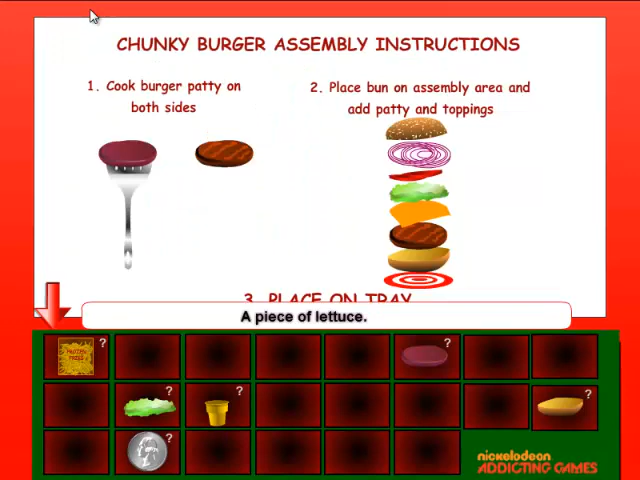 CHUNKY BURGER ASSEMBLY INSTRUCTIONS
1. Cook burger patty on
both sides
2. Place bun on assembly area and
add patty and toppings
3. PLACE ON TRAY
A piece of lettuce.
?
?
?
?
?
?
nickelodeon
ADDICTING GAMES